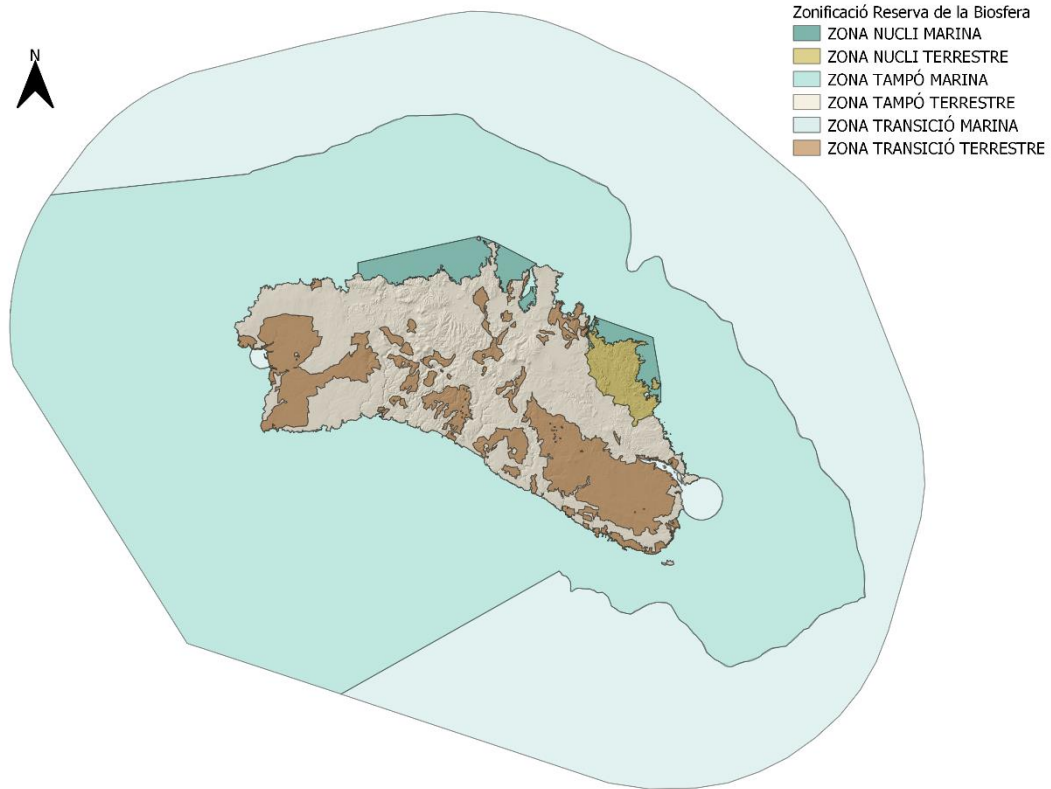 Zonificació Reserva de la Biosfera
ZONA NUCLI MARINA
ZONA NUCLI TERRESTRE
ZONA TAMPÓ MARINA
ZONA TAMPÓ TERRESTRE
ZONA TRANSICIÓ MARINA
ZONA TRANSICIÓ TERRESTRE
N